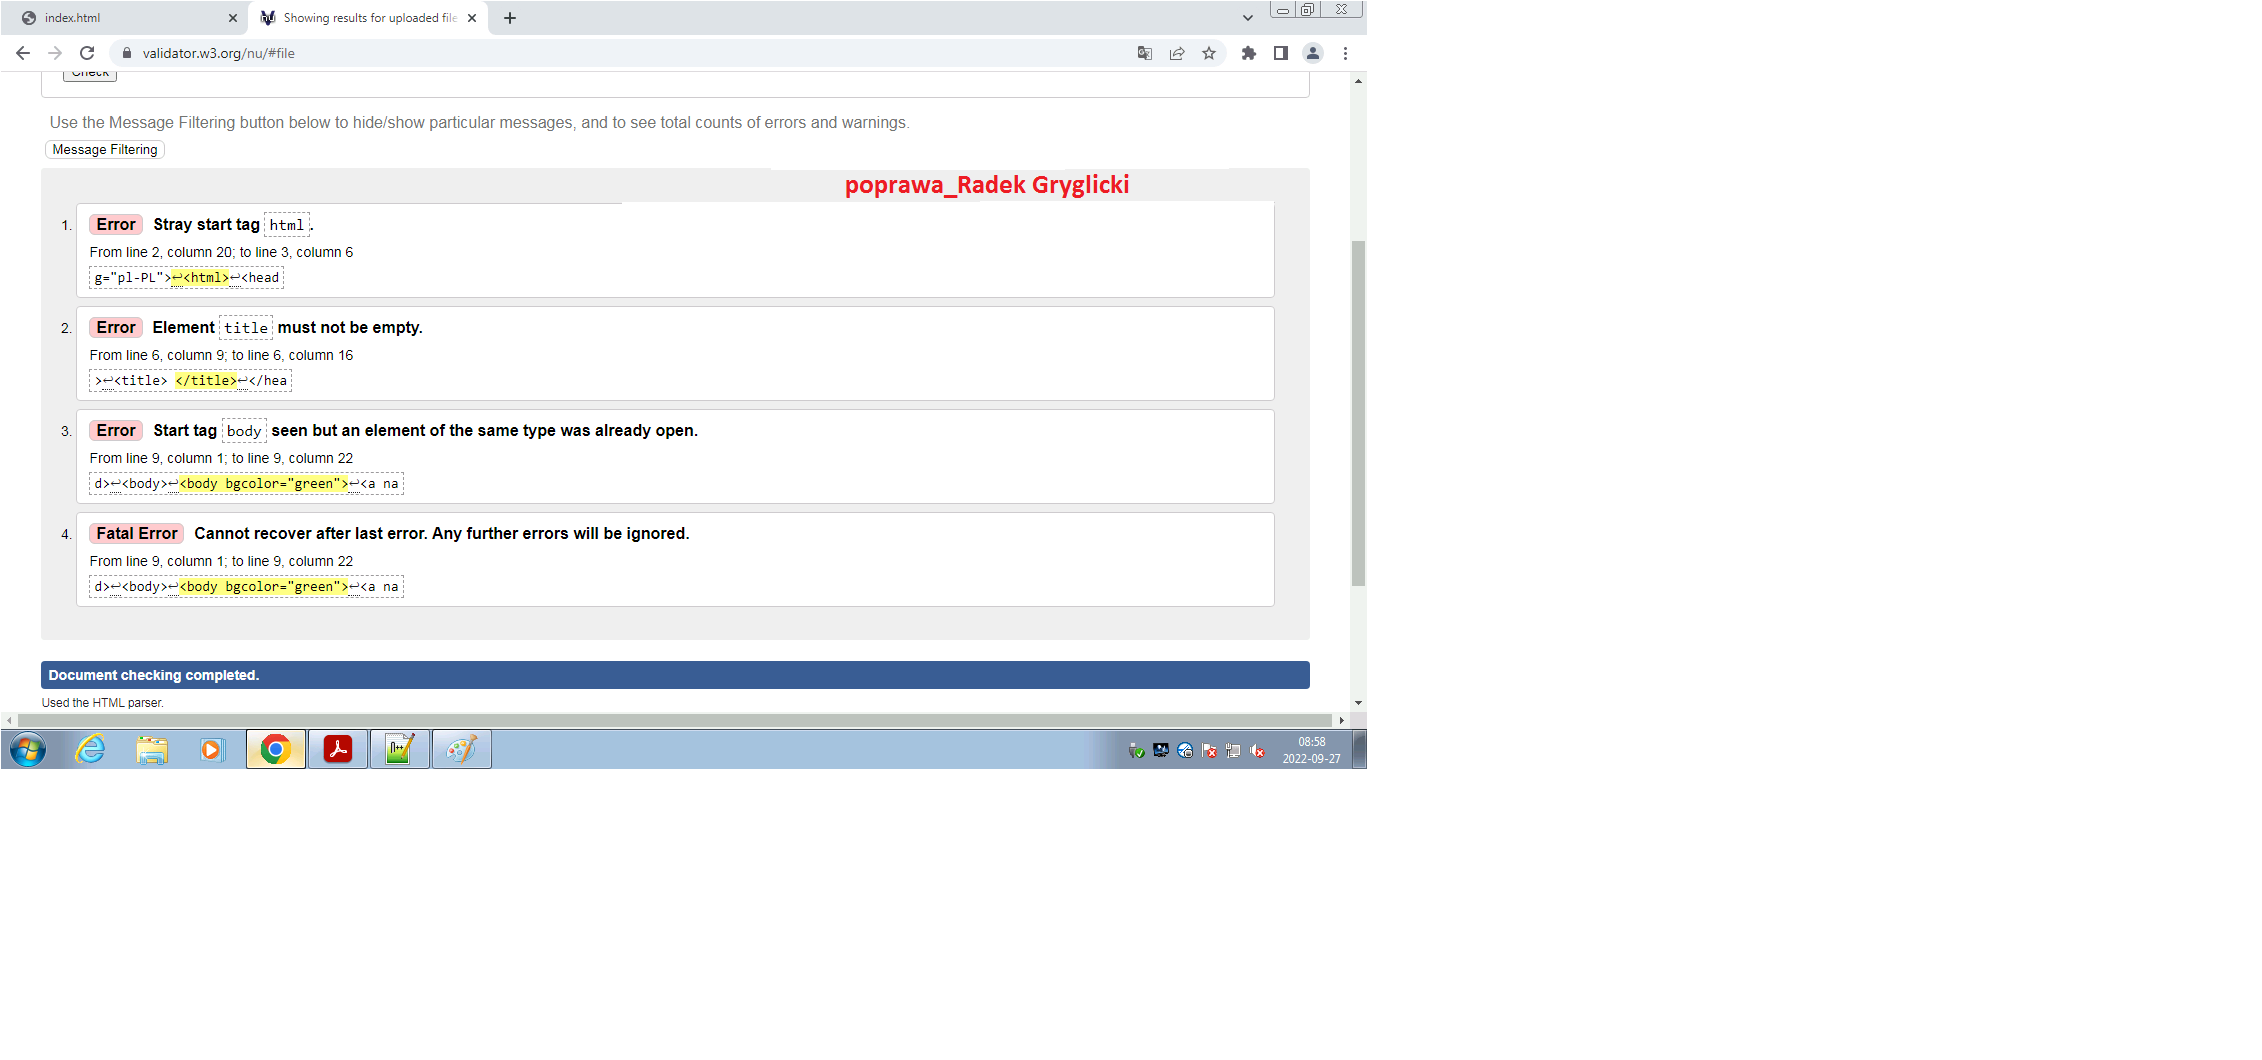 index.html
Showing results for uploaded file
validator.w3.org/nu/#file
Check
Use the Message Filtering button below to hide/show particular messages, and to see total counts of errors and warnings.
Message Filtering
poprawa_Radek Gryglicki
1. Error Stray start tag html.
From line 2, column 20; to line 3, column 6
g="pl-PL">↩<html>↩<head
2. Error Element title must not be empty.
From line 6, column 9; to line 6, column 16
>↩<title> </title>↩</hea
3. Error Start tag body seen but an element of the same type was already open.
From line 9, column 1; to line 9, column 22
d>↩<body>↩<body bgcolor="green">↩<a na
4. Fatal Error Cannot recover after last error. Any further errors will be ignored.
From line 9, column 1; to line 9, column 22
d>↩<body>↩<body bgcolor="green">↩<a na
Document checking completed.
Used the HTML parser.
08:58
2022-09-27